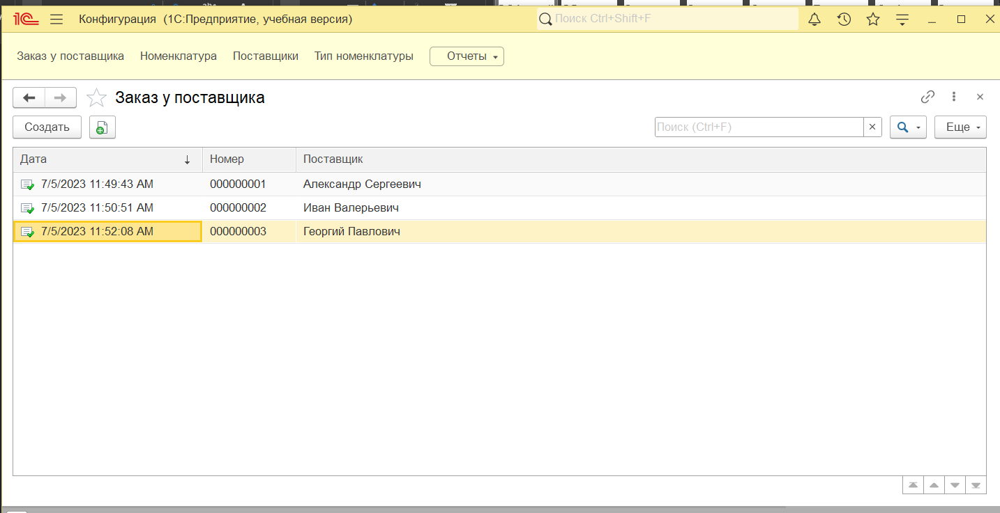 1С Конфигурация (1С:Предприятие, учебная версия) Поиск Ctrl+Shift+F
Заказ у поставщика Номенклатура Поставщики Тип номенклатуры Отчеты
Заказ у поставщика
Создать Поиск (Ctrl+F) × Еще
Дата ↓ Номер Поставщик
7/5/2023 11:49:43 AM 000000001 Александр Сергеевич
7/5/2023 11:50:51 AM 000000002 Иван Валерьевич
7/5/2023 11:52:08 AM 000000003 Георгий Павлович